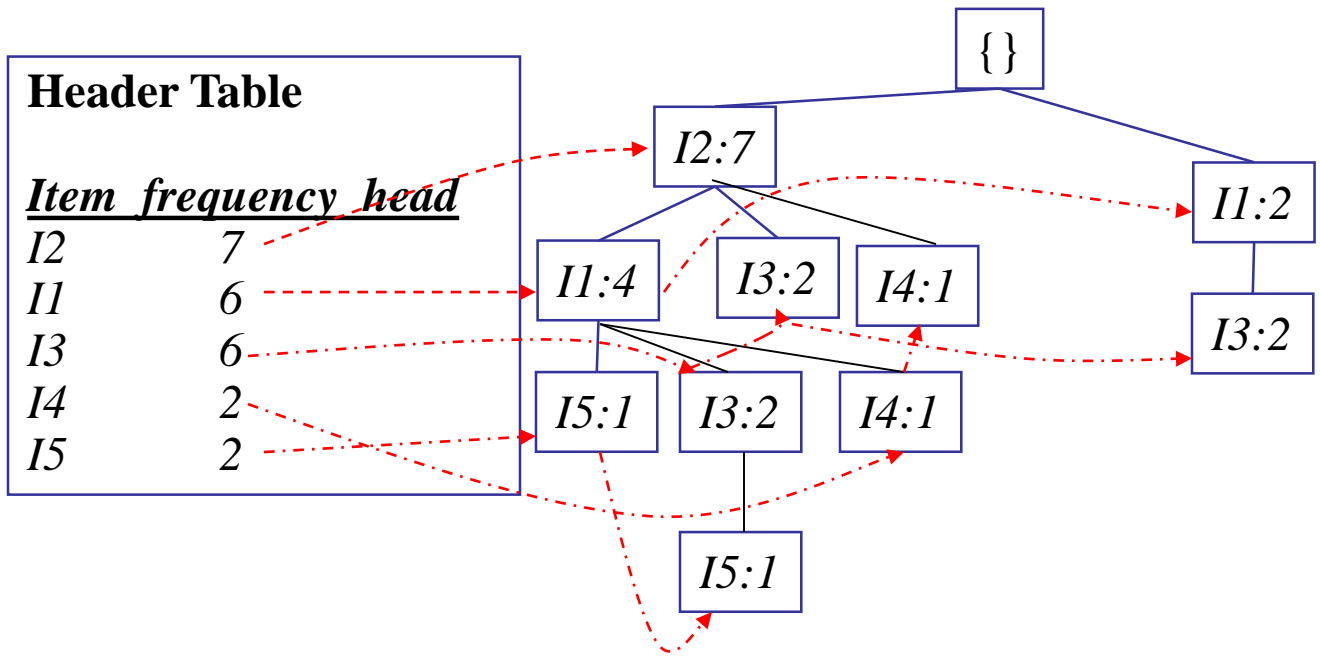 {}
Header Table
I2:7
Item frequency head
I1:2
I2 7
I1 6
I1:4
I3:2
I4:1
I3:2
I3 6
I4 2
I5:1
I3:2
I4:1
I5 2
I5:1